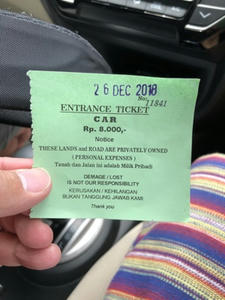 26 DEC 2018
No: 11841
ENTRANCE TICKET
CAR
Rp. 8.000,-
Notice
THESE LANDS and ROAD ARE PRIVATELY OWNED
( PERSONAL EXPENSES )
Tanah dan Jalan ini adalah Milik Pribadi
DEMAGE / LOST
IS NOT OUR RESPONSIBILITY
KERUSAKAN / KEHILANGAN
BUKAN TANGGUNG JAWAB KAMI
Thank you